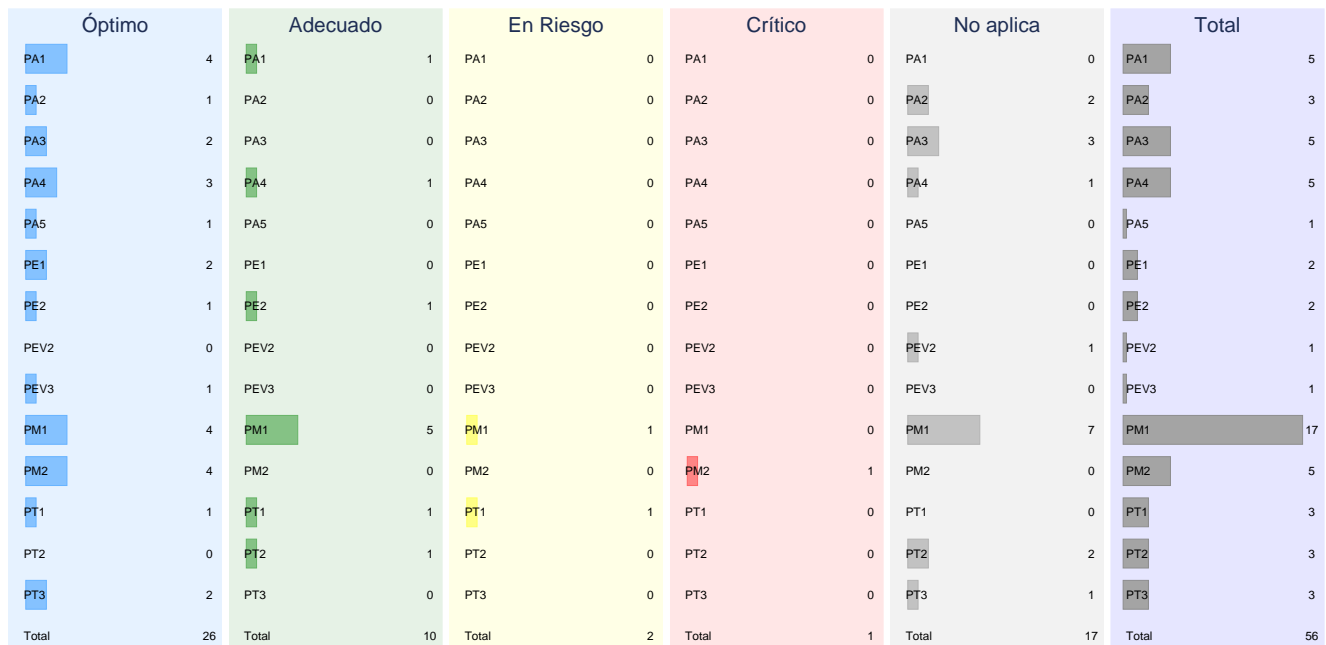 Óptimo Adecuado En Riesgo Crítico No aplica Total
PA1 4 PA1 1 PA1 0 PA1 0 PA1 0 PA1 5
PA2 1 PA2 0 PA2 0 PA2 0 PA2 2 PA2 3
PA3 2 PA3 0 PA3 0 PA3 0 PA3 3 PA3 5
PA4 3 PA4 1 PA4 0 PA4 0 PA4 1 PA4 5
PA5 1 PA5 0 PA5 0 PA5 0 PA5 0 PA5 1
PE1 2 PE1 0 PE1 0 PE1 0 PE1 0 PE1 2
PE2 1 PE2 1 PE2 0 PE2 0 PE2 0 PE2 2
PEV2 0 PEV2 0 PEV2 0 PEV2 0 PEV2 1 PEV2 1
PEV3 1 PEV3 0 PEV3 0 PEV3 0 PEV3 0 PEV3 1
PM1 4 PM1 5 PM1 1 PM1 0 PM1 7 PM1 17
PM2 4 PM2 0 PM2 0 PM2 1 PM2 0 PM2 5
PT1 1 PT1 1 PT1 1 PT1 0 PT1 0 PT1 3
PT2 0 PT2 1 PT2 0 PT2 0 PT2 2 PT2 3
PT3 2 PT3 0 PT3 0 PT3 0 PT3 1 PT3 3
Total 26 Total 10 Total 2 Total 1 Total 17 Total 56